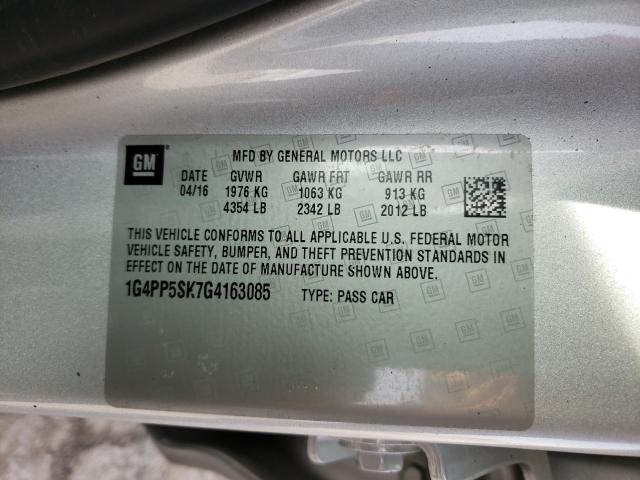 GM MFD BY GENERAL MOTORS LLC
DATE GVWR GAWR FRT GAWR RR
04/16 1976 KG 1063 KG 913 KG
4354 LB 2342 LB 2012 LB
THIS VEHICLE CONFORMS TO ALL APPLICABLE U.S. FEDERAL MOTOR
VEHICLE SAFETY, BUMPER, AND THEFT PREVENTION STANDARDS IN
EFFECT ON THE DATE OF MANUFACTURE SHOWN ABOVE.
1G4PP5SK7G4163085 TYPE: PASS CAR